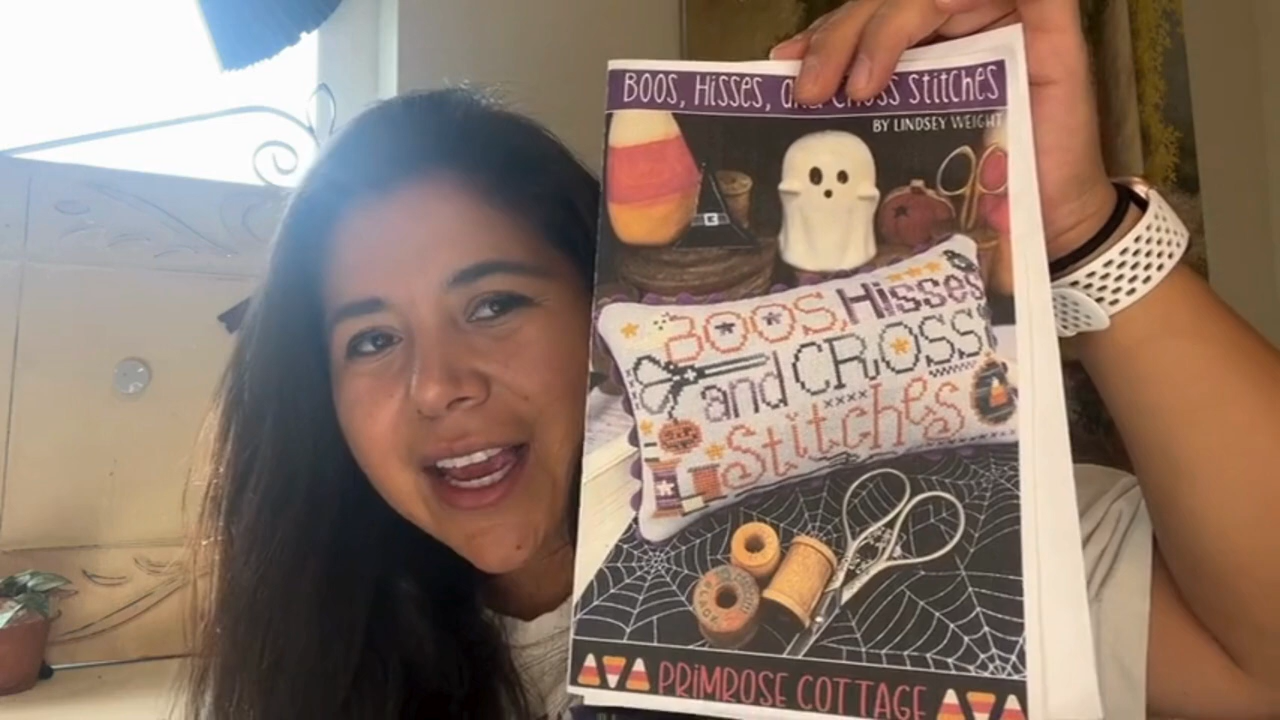 BOOS, Hisses, and CROSS Stitches
BY LINDSEY WEIGHT
BOOS, Hisses
and CROSS
Stitches
PRIMROSE COTTAGE